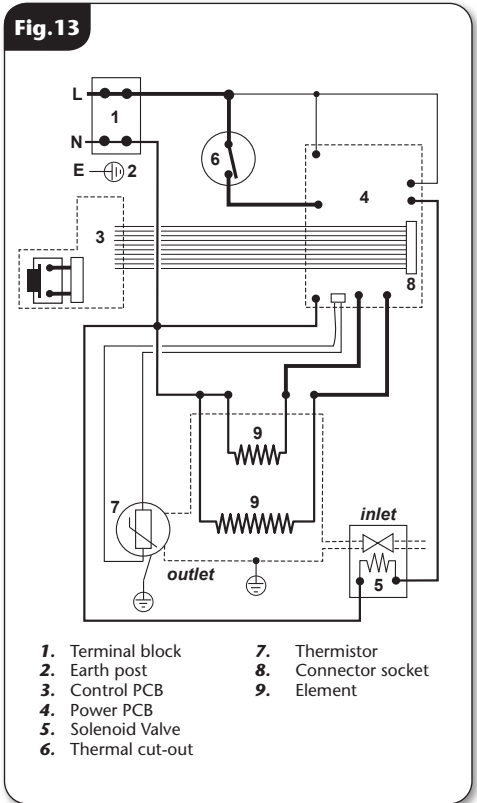 Fig.13
L
1
N
E
2
6
4
3
8
9
7
9
inlet
outlet
5
1. Terminal block
2. Earth post
3. Control PCB
4. Power PCB
5. Solenoid Valve
6. Thermal cut-out
7. Thermistor
8. Connector socket
9. Element